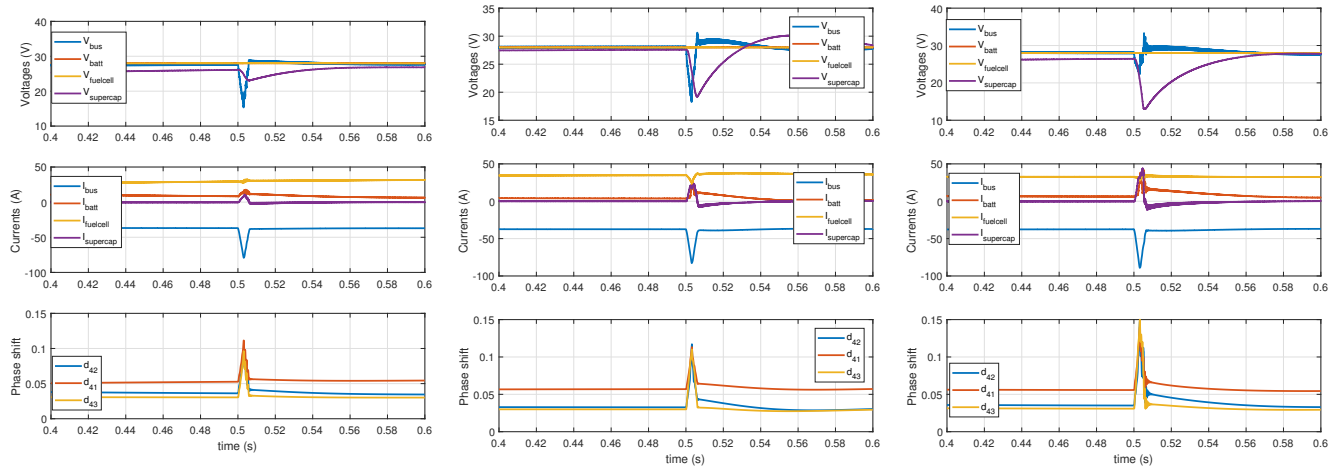 Voltages (V)
40
30
20
10
V_bus
V_batt
V_fuelcell
V_supercap
0.4 0.42 0.44 0.46 0.48 0.5 0.52 0.54 0.56 0.58 0.6
Currents (A)
50
0
-50
-100
I_bus
I_batt
I_fuelcell
I_supercap
0.4 0.42 0.44 0.46 0.48 0.5 0.52 0.54 0.56 0.58 0.6
Phase shift
0.15
0.1
0.05
0
d_42
d_41
d_43
0.4 0.42 0.44 0.46 0.48 0.5 0.52 0.54 0.56 0.58 0.6
time (s)
Voltages (V)
35
30
25
20
15
V_bus
V_batt
V_fuelcell
V_supercap
0.4 0.42 0.44 0.46 0.48 0.5 0.52 0.54 0.56 0.58 0.6
Currents (A)
50
0
-50
-100
I_bus
I_batt
I_fuelcell
I_supercap
0.4 0.42 0.44 0.46 0.48 0.5 0.52 0.54 0.56 0.58 0.6
Phase shift
0.15
0.1
0.05
0
d_42
d_41
d_43
0.4 0.42 0.44 0.46 0.48 0.5 0.52 0.54 0.56 0.58 0.6
time (s)
Voltages (V)
40
30
20
10
V_bus
V_batt
V_fuelcell
V_supercap
0.4 0.42 0.44 0.46 0.48 0.5 0.52 0.54 0.56 0.58 0.6
Currents (A)
50
0
-50
-100
I_bus
I_batt
I_fuelcell
I_supercap
0.4 0.42 0.44 0.46 0.48 0.5 0.52 0.54 0.56 0.58 0.6
Phase shift
0.15
0.1
0.05
0
d_42
d_41
d_43
0.4 0.42 0.44 0.46 0.48 0.5 0.52 0.54 0.56 0.58 0.6
time (s)